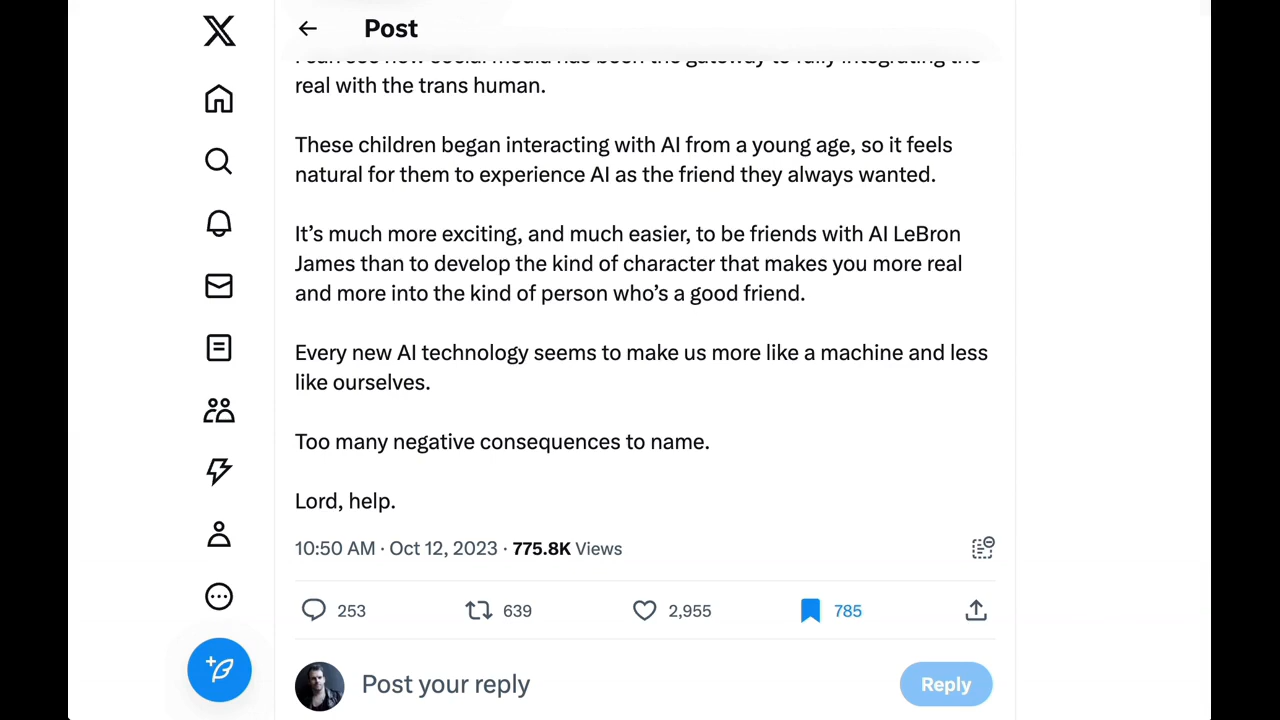 Post
real with the trans human.
These children began interacting with AI from a young age, so it feels
natural for them to experience AI as the friend they always wanted.
It’s much more exciting, and much easier, to be friends with AI LeBron
James than to develop the kind of character that makes you more real
and more into the kind of person who’s a good friend.
Every new AI technology seems to make us more like a machine and less
like ourselves.
Too many negative consequences to name.
Lord, help.
10:50 AM · Oct 12, 2023 · 775.8K Views
253 639 2,955 785
Post your reply Reply